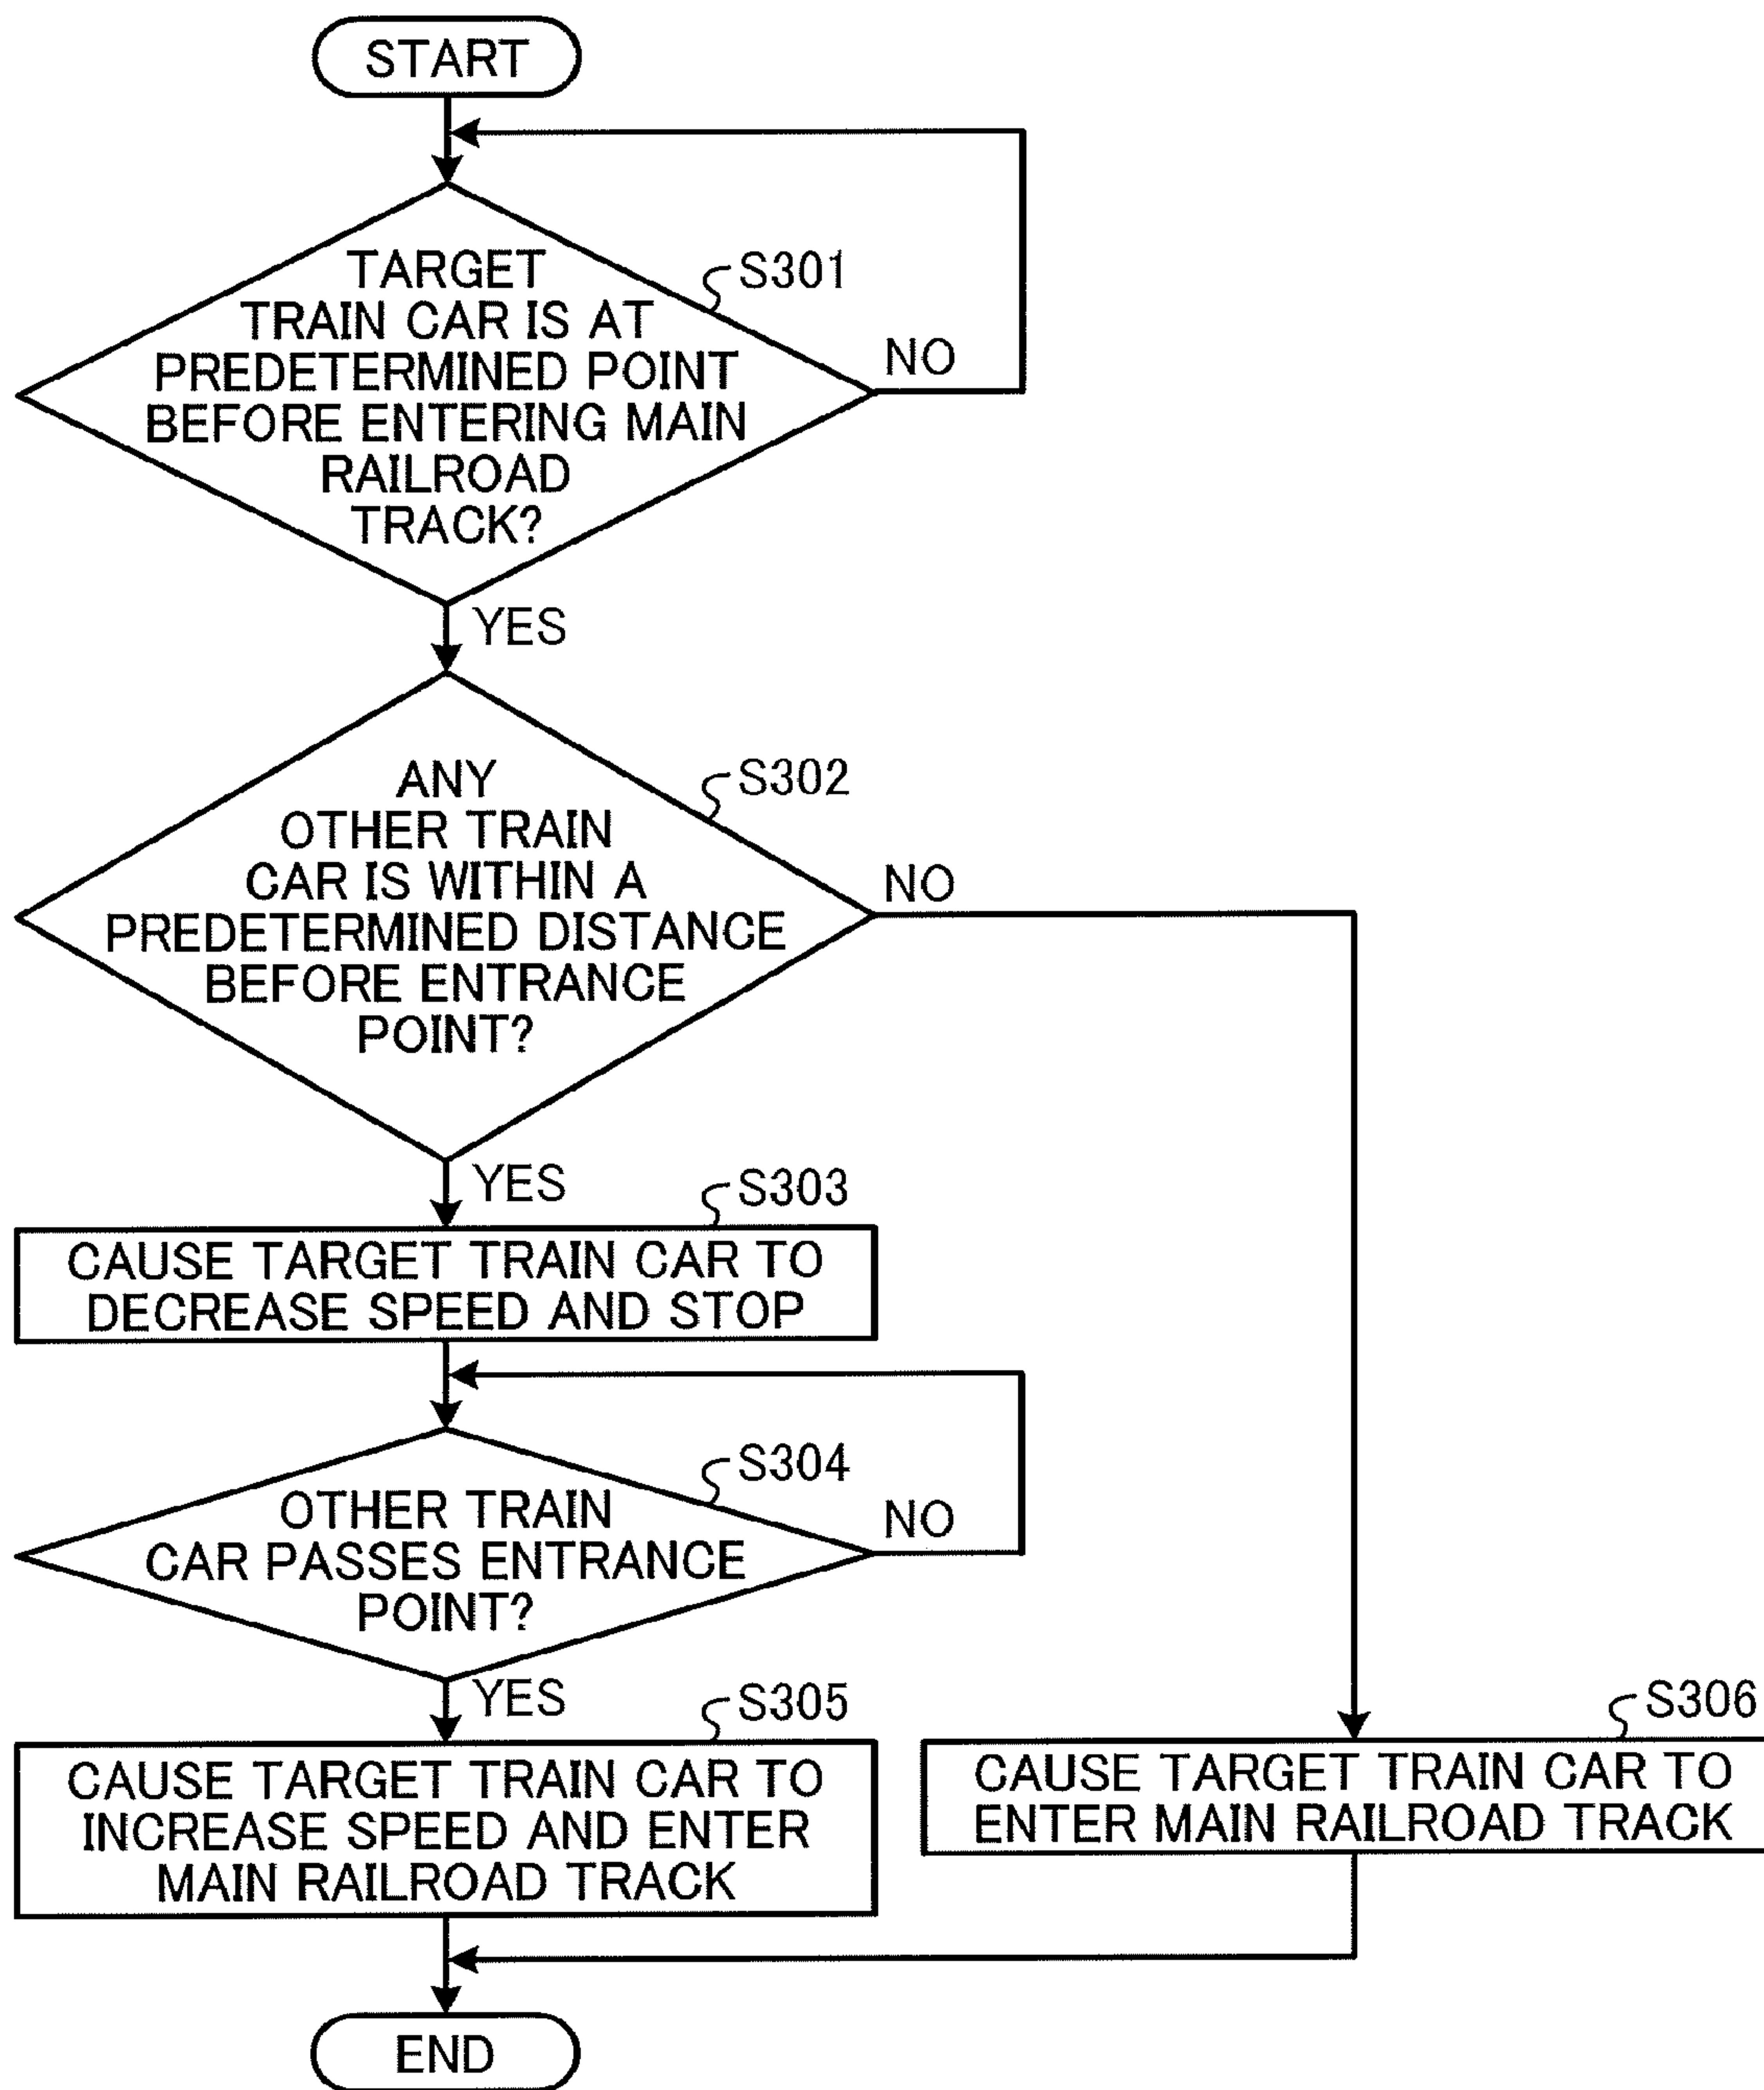 START
TARGET
TRAIN CAR IS AT
PREDETERMINED POINT
BEFORE ENTERING MAIN
RAILROAD
TRACK?
S301
NO
YES
ANY
OTHER TRAIN
CAR IS WITHIN A
PREDETERMINED DISTANCE
BEFORE ENTRANCE
POINT?
S302
NO
YES
S303
CAUSE TARGET TRAIN CAR TO
DECREASE SPEED AND STOP
S304
OTHER TRAIN
CAR PASSES ENTRANCE
POINT?
NO
YES
S305
CAUSE TARGET TRAIN CAR TO
INCREASE SPEED AND ENTER
MAIN RAILROAD TRACK
S306
CAUSE TARGET TRAIN CAR TO
ENTER MAIN RAILROAD TRACK
END